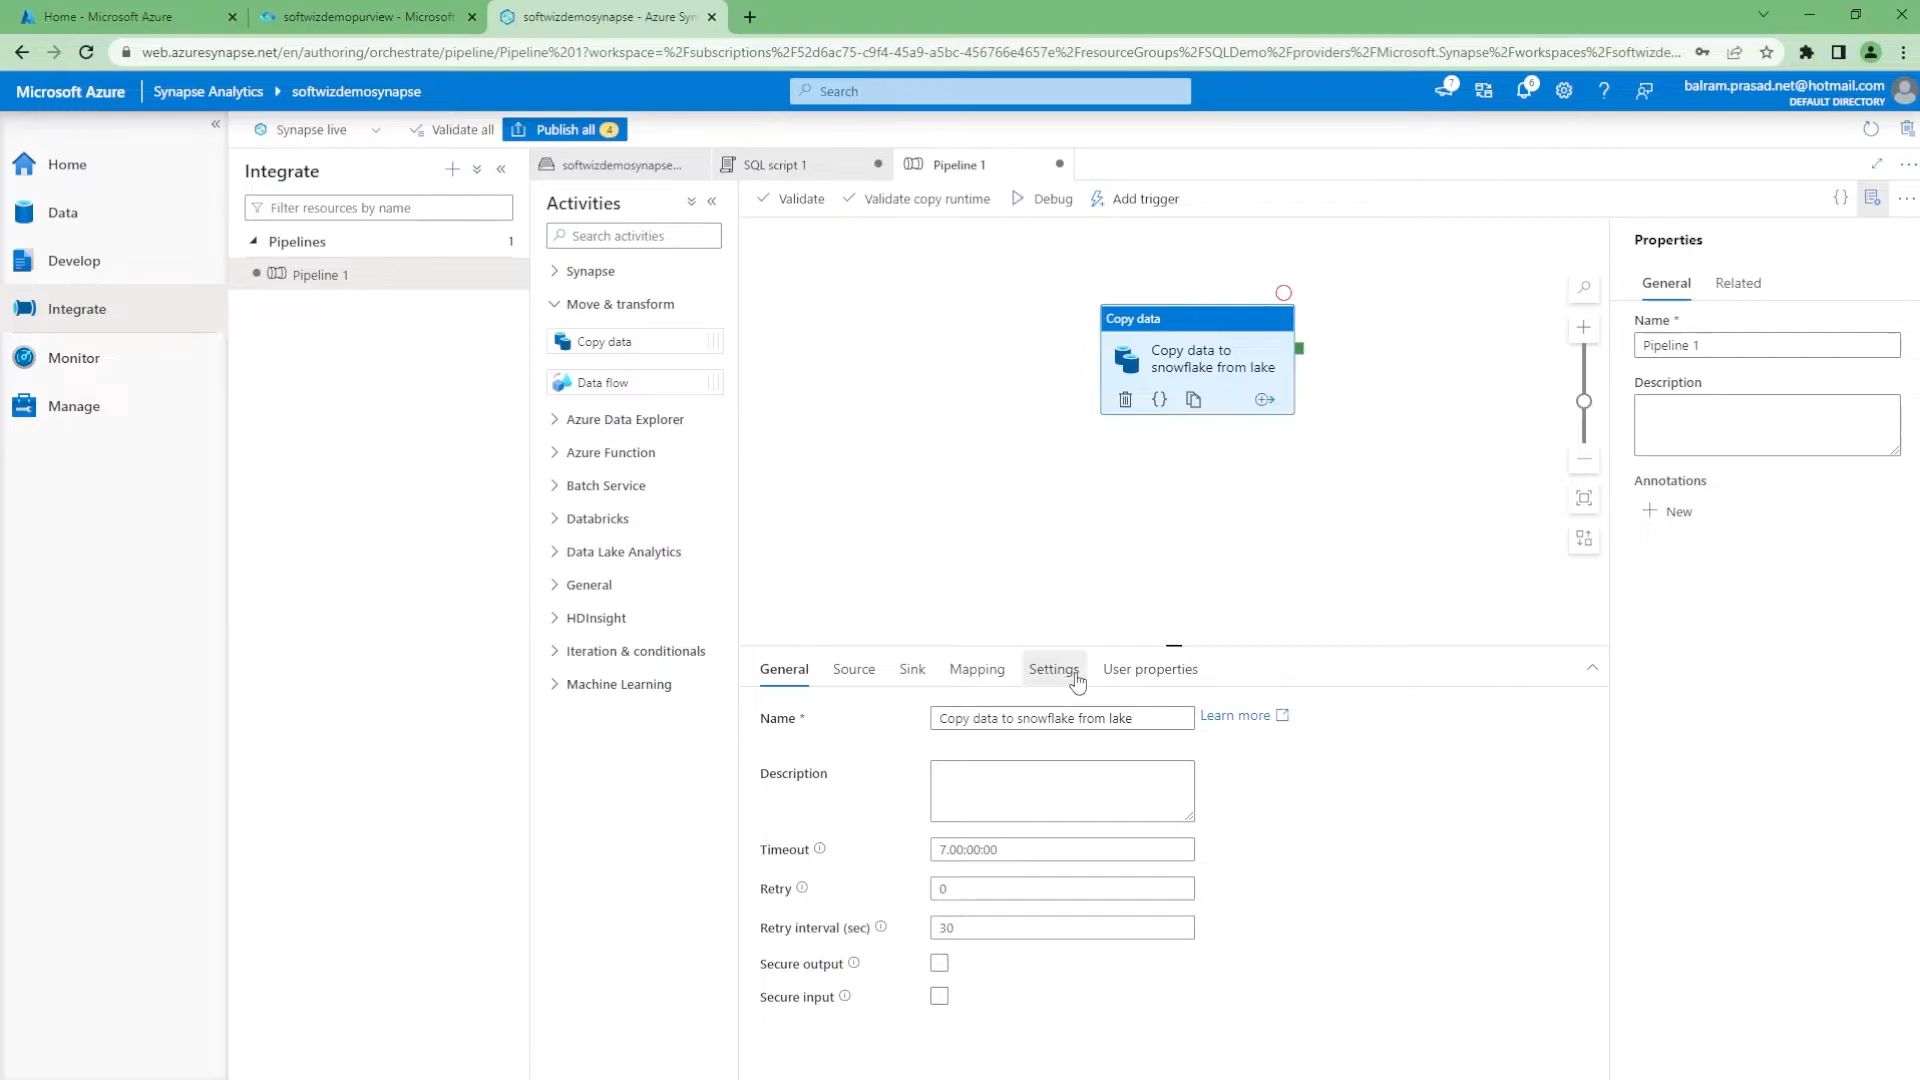 Home - Microsoft Azure
softwizdemopurview - Microsoft
softwizdemosynapse - Azure Syn
web.azuresynapse.net/en/authoring/orchestrate/pipeline/Pipeline%201?workspace=%2Fsubscriptions%2F52d6ac75-c9f4-45a9-a5bc-456766e4657e%2FresourceGroups%2FSQLDemo%2Fproviders%2FMicrosoft.Synapse%2Fworkspaces%2Fsoftwizde...
Microsoft Azure
Synapse Analytics
softwizdemosynapse
Search
7
6
balram.prasad.net@hotmail.com
DEFAULT DIRECTORY
Synapse live
Validate all
Publish all 4
Home
Data
Develop
Integrate
Monitor
Manage
Integrate
Filter resources by name
Pipelines 1
Pipeline 1
softwizdemosynapse...
SQL script 1
Pipeline 1
Activities
Search activities
Synapse
Move & transform
Copy data
Data flow
Azure Data Explorer
Azure Function
Batch Service
Databricks
Data Lake Analytics
General
HDInsight
Iteration & conditionals
Machine Learning
Validate
Validate copy runtime
Debug
Add trigger
Copy data
Copy data to
snowflake from lake
General
Source
Sink
Mapping
Settings
User properties
Name *
Copy data to snowflake from lake
Learn more
Description
Timeout
7.00:00:00
Retry
0
Retry interval (sec)
30
Secure output
Secure input
Properties
General
Related
Name *
Pipeline 1
Description
Annotations
New